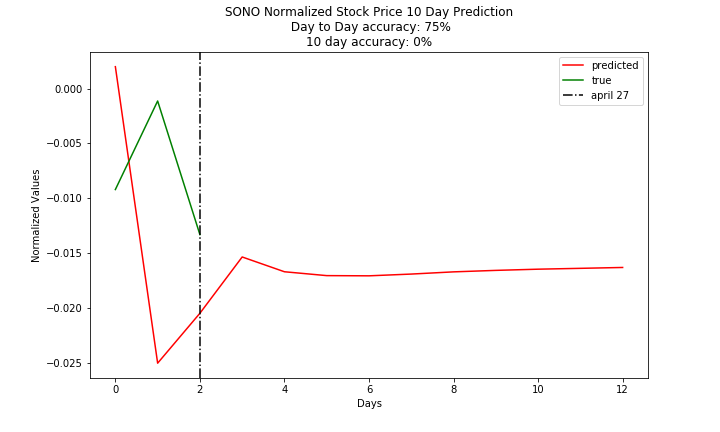 SONO Normalized Stock Price 10 Day Prediction
Day to Day accuracy: 75%
10 day accuracy: 0%
predicted
true
april 27
Normalized Values
0.000
−0.005
−0.010
−0.015
−0.020
−0.025
0 2 4 6 8 10 12
Days